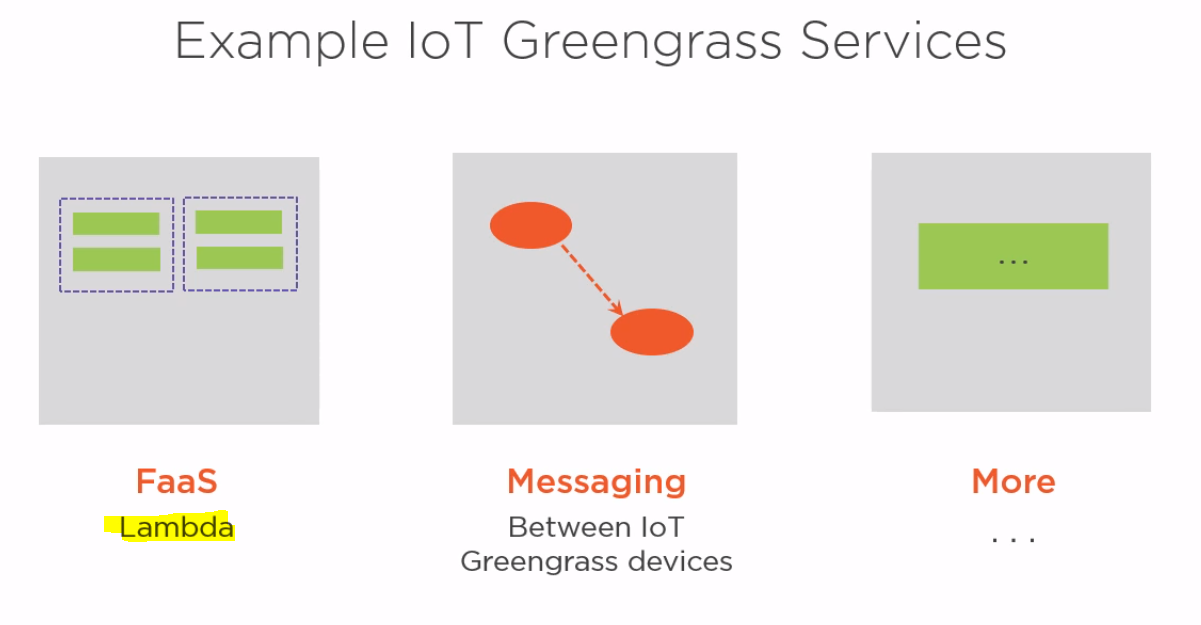 Example IoT Greengrass Services
...
FaaS
Lambda
Messaging
Between IoT
Greengrass devices
More
...